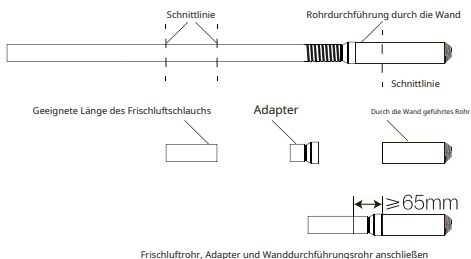 Schnittlinie
Rohrdurchführung durch die Wand
Schnittlinie
Geeignete Länge des Frischluftschlauchs
Adapter
Durch die Wand geführtes Rohr
≥65mm
Frischluftrohr, Adapter und Wanddurchführungsrohr anschließen